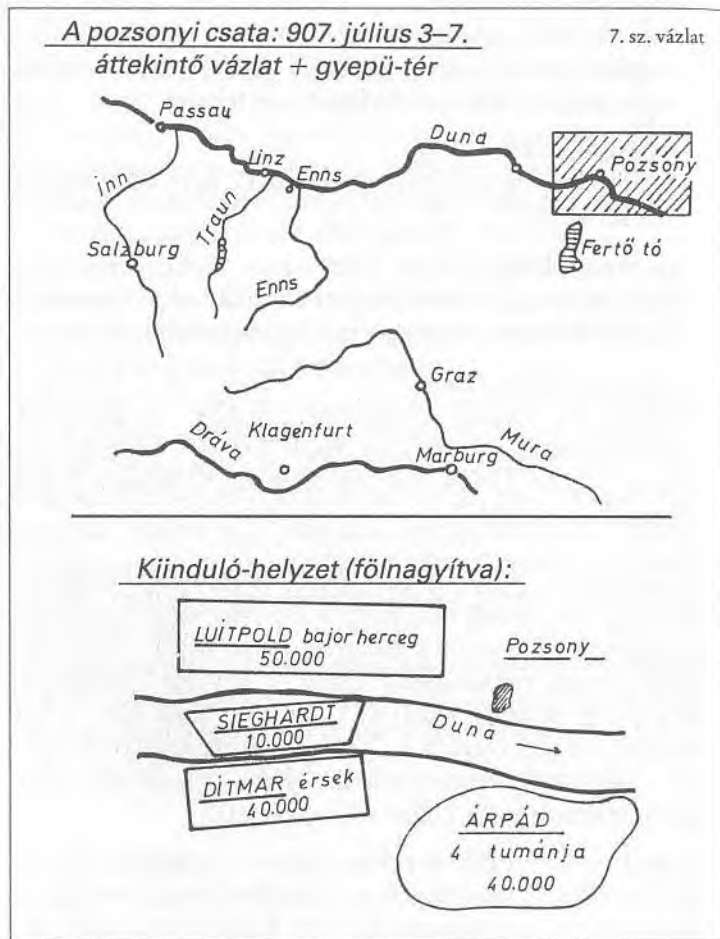 A pozsonyi csata: 907. július 3–7.
7. sz. vázlat
áttekintő vázlat + gyepü-tér
Passau
Linz
Enns
Duna
Pozsony
Inn
Traun
Salzburg
Enns
Fertő tó
Graz
Klagenfurt
Dráva
Marburg
Mura
Kiinduló-helyzet (fölnagyítva):
LUITPOLD bajor herceg
50.000
Pozsony
SIEGHARDT
10.000
Duna
DITMAR érsek
40.000
ÁRPÁD
4 tumánja
40.000